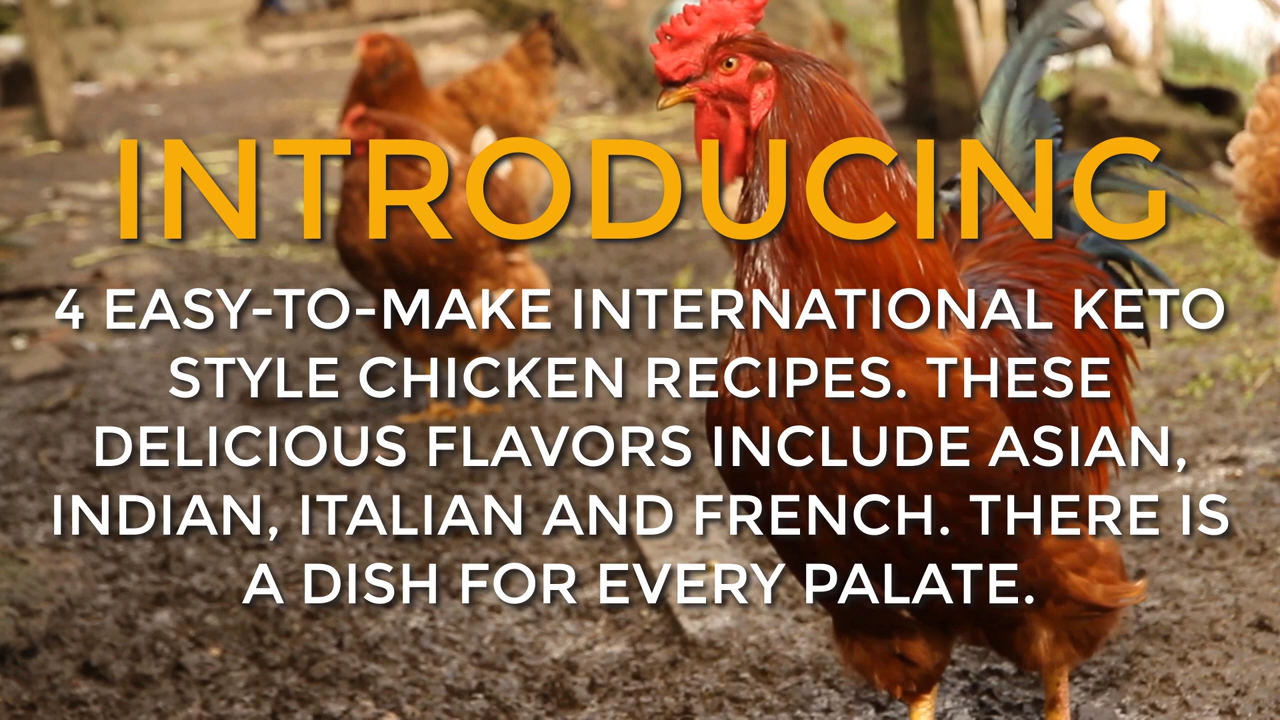 INTRODUCING
4 EASY-TO-MAKE INTERNATIONAL KETO
STYLE CHICKEN RECIPES. THESE
DELICIOUS FLAVORS INCLUDE ASIAN,
INDIAN, ITALIAN AND FRENCH. THERE IS
A DISH FOR EVERY PALATE.